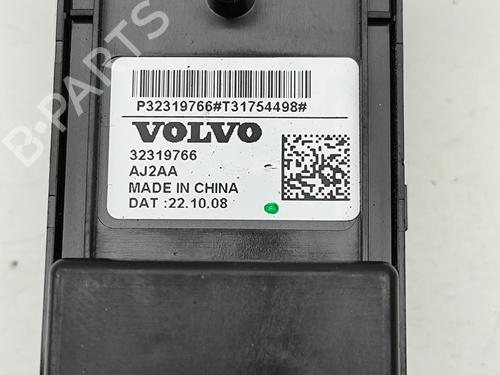 P32319766#T31754498#
VOLVO
32319766
AJ2AA
MADE IN CHINA
DAT :22.10.08
B-PARTS